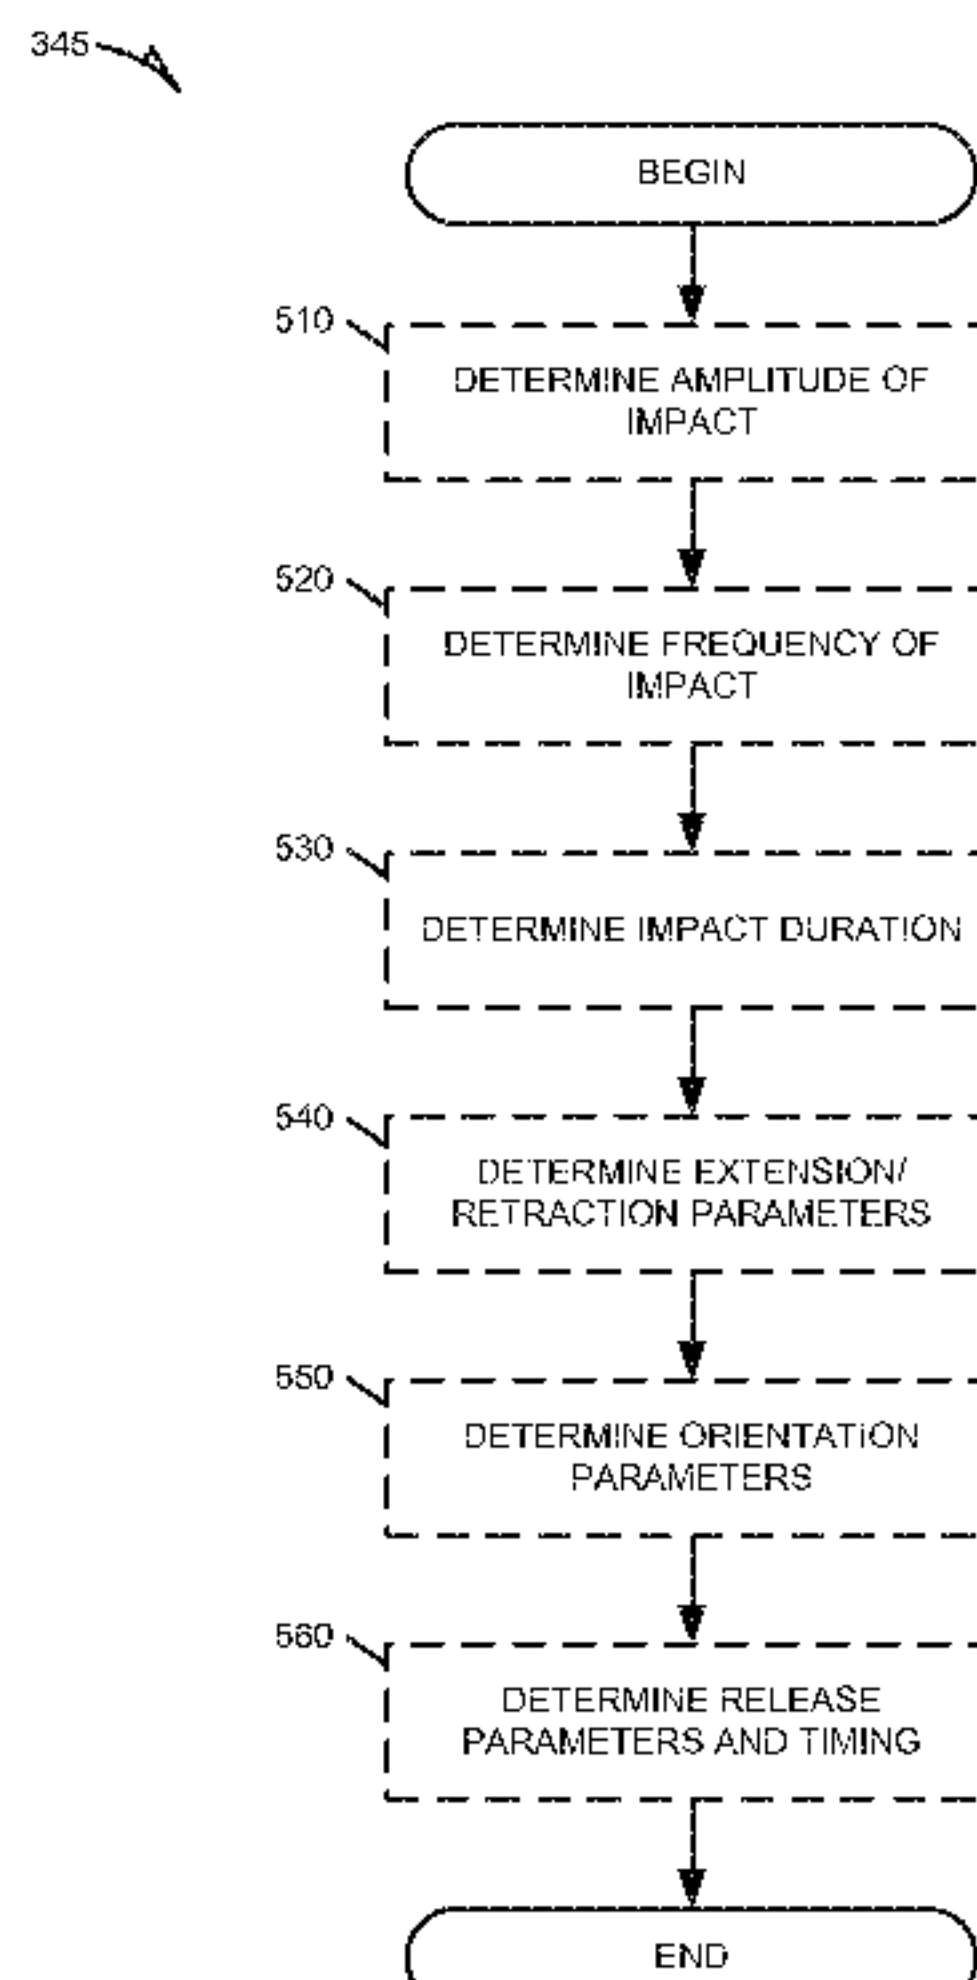 345
BEGIN
510
DETERMINE AMPLITUDE OF
IMPACT
520
DETERMINE FREQUENCY OF
IMPACT
530
DETERMINE IMPACT DURATION
540
DETERMINE EXTENSION/
RETRACTION PARAMETERS
550
DETERMINE ORIENTATION
PARAMETERS
560
DETERMINE RELEASE
PARAMETERS AND TIMING
END